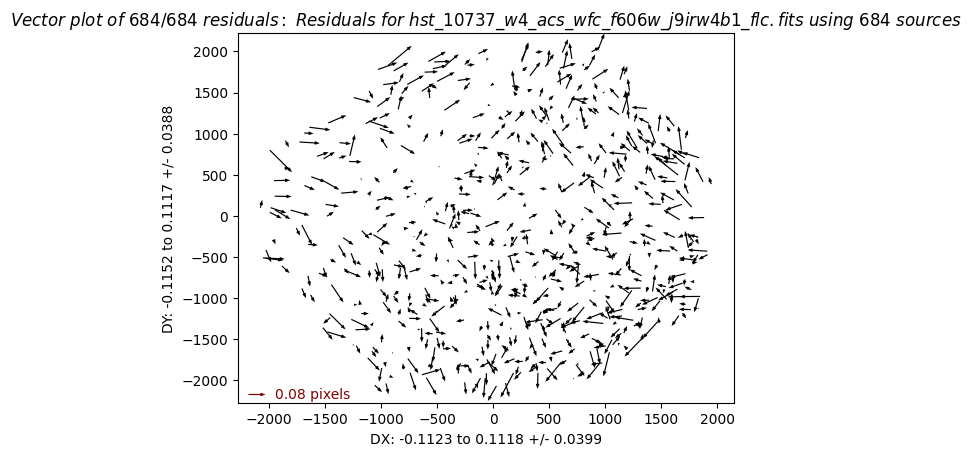 Vector plot of 684/684 residuals: Residuals for hst_10737_w4_acs_wfc_f606w_j9irw4b1_flc.fits using 684 sources
2000
1500
1000
500
0
−500
−1000
−1500
−2000
DY: -0.1152 to 0.1117 +/- 0.0388
0.08 pixels
−2000 −1500 −1000 −500 0 500 1000 1500 2000
DX: -0.1123 to 0.1118 +/- 0.0399